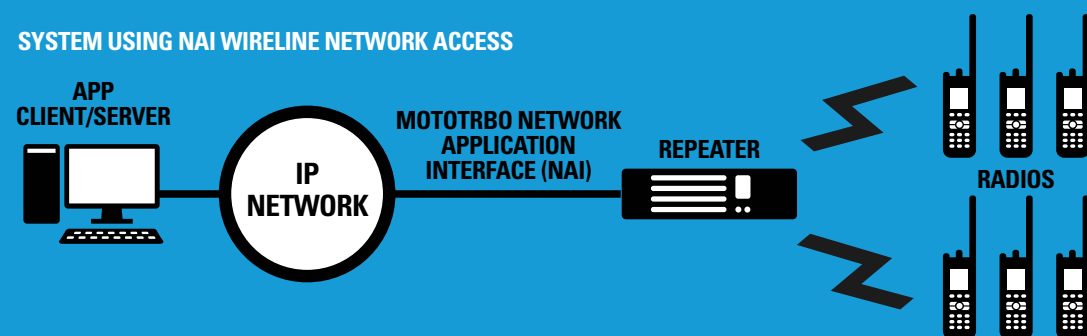 SYSTEM USING NAI WIRELINE NETWORK ACCESS
APP
CLIENT/SERVER
IP
NETWORK
MOTOTRBO NETWORK
APPLICATION
INTERFACE (NAI)
REPEATER
RADIOS